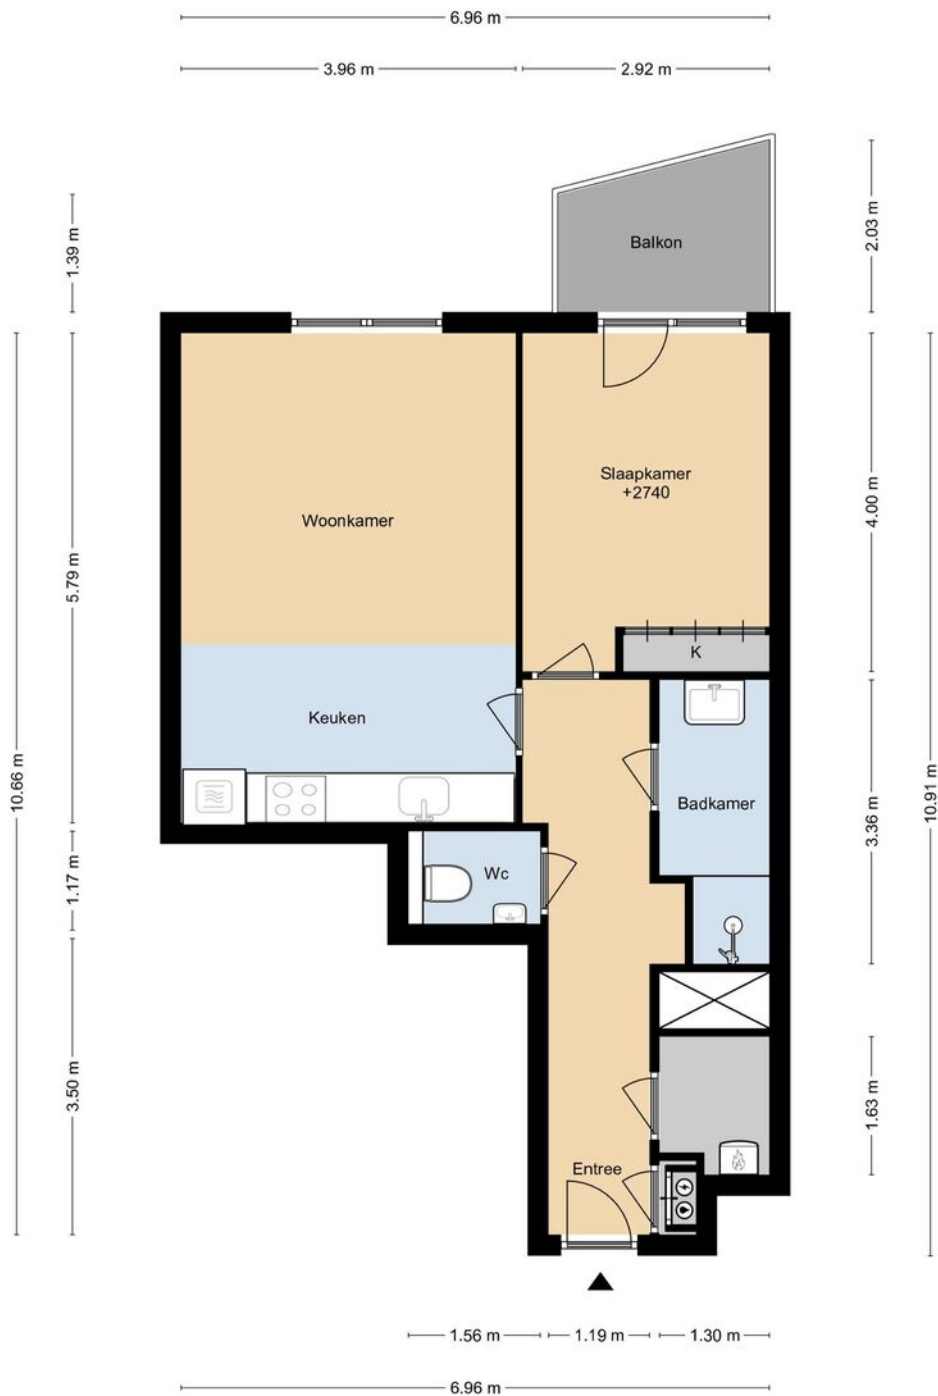 6.96 m
3.96 m
2.92 m
2.03 m
1.39 m
Balkon
Slaapkamer
+2740
Woonkamer
4.00 m
5.79 m
K
Keuken
10.66 m
10.91 m
Badkamer
3.36 m
Wc
1.17 m
3.50 m
1.63 m
Entree
1.56 m
1.19 m
1.30 m
6.96 m